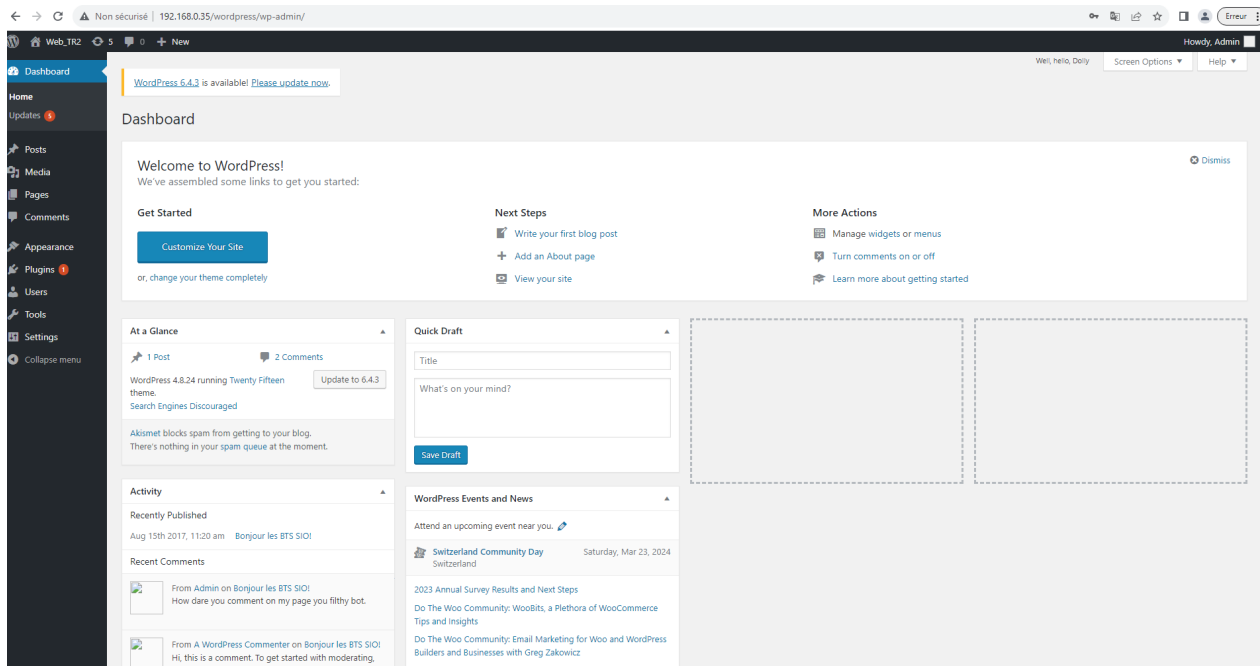 Non sécurisé | 192.168.0.35/wordpress/wp-admin/
Erreur
Web_TR2 5 0 + New
Howdy, Admin
Dashboard
Home
Updates 5
Posts
Media
Pages
Comments
Appearance
Plugins 1
Users
Tools
Settings
Collapse menu
Well, hello, Dolly
Screen Options ▼
Help ▼
WordPress 6.4.3 is available! Please update now.
Dashboard
Welcome to WordPress!
We've assembled some links to get you started:
Dismiss
Get Started
Customize Your Site
or, change your theme completely
Next Steps
Write your first blog post
Add an About page
View your site
More Actions
Manage widgets or menus
Turn comments on or off
Learn more about getting started
At a Glance
1 Post
2 Comments
WordPress 4.8.24 running Twenty Fifteen
theme.
Update to 6.4.3
Search Engines Discouraged
Akismet blocks spam from getting to your blog.
There's nothing in your spam queue at the moment.
Activity
Recently Published
Aug 15th 2017, 11:20 am Bonjour les BTS SIO!
Recent Comments
From Admin on Bonjour les BTS SIO!
How dare you comment on my page you filthy bot.
From A WordPress Commenter on Bonjour les BTS SIO!
Hi, this is a comment. To get started with moderating,
Quick Draft
Title
What's on your mind?
Save Draft
WordPress Events and News
Attend an upcoming event near you.
Switzerland Community Day
Saturday, Mar 23, 2024
Switzerland
2023 Annual Survey Results and Next Steps
Do The Woo Community: WooBits, a Plethora of WooCommerce
Tips and Insights
Do The Woo Community: Email Marketing for Woo and WordPress
Builders and Businesses with Greg Zakowicz